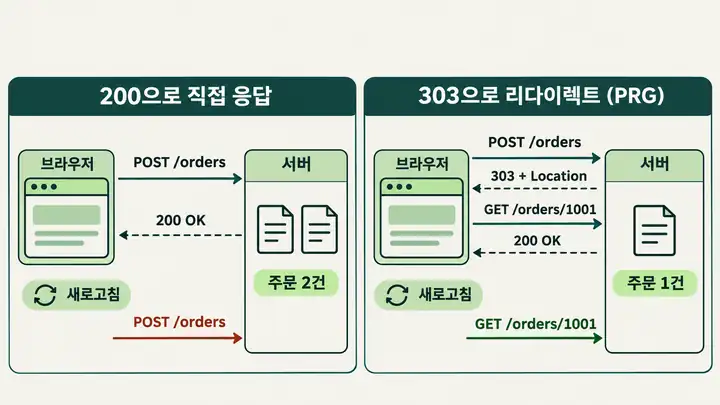 200으로 직접 응답
브라우저
POST /orders
서버
200 OK
주문 2건
새로고침
POST /orders
303으로 리다이렉트 (PRG)
브라우저
POST /orders
서버
303 + Location
GET /orders/1001
200 OK
주문 1건
새로고침
GET /orders/1001